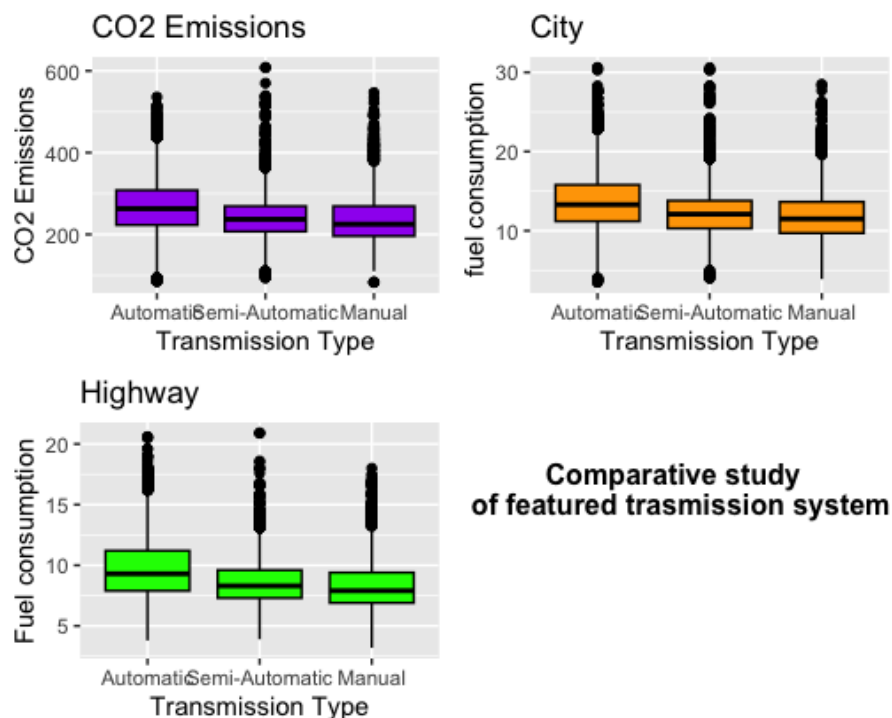 CO2 Emissions
CO2 Emissions
600
400
200
Automatic Semi-Automatic Manual
Transmission Type
City
fuel consumption
30
20
10
Automatic Semi-Automatic Manual
Transmission Type
Highway
Fuel consumption
20
15
10
5
Automatic Semi-Automatic Manual
Transmission Type
Comparative study
of featured trasmission system